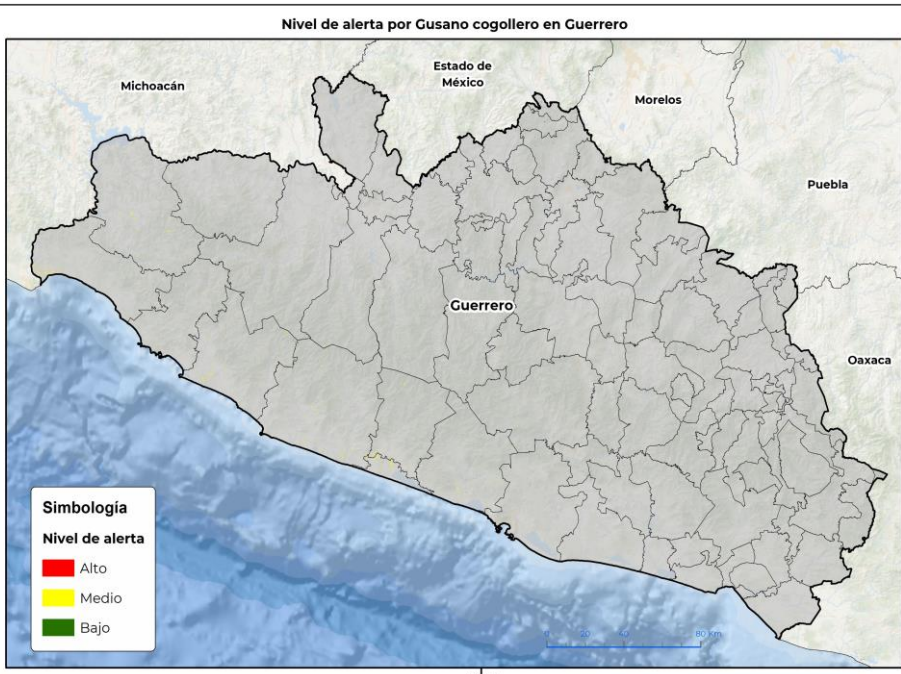 Nivel de alerta por Gusano cogollero en Guerrero
Estado de
México
Michoacán
Morelos
Puebla
Guerrero
Oaxaca
Simbología
Nivel de alerta
Alto
Medio
Bajo
0 20 40 80 Km